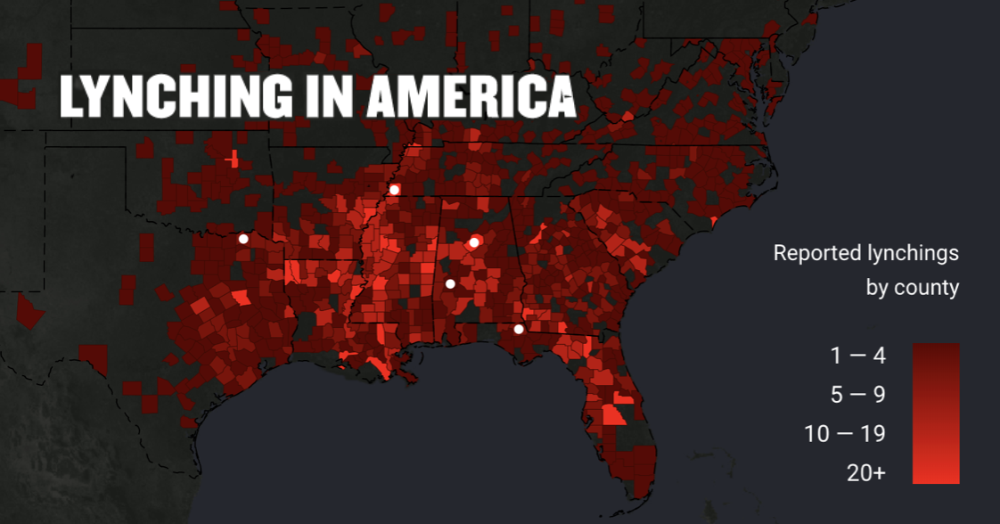 LYNCHING IN AMERICA
Reported lynchings
by county
1 — 4
5 — 9
10 — 19
20+